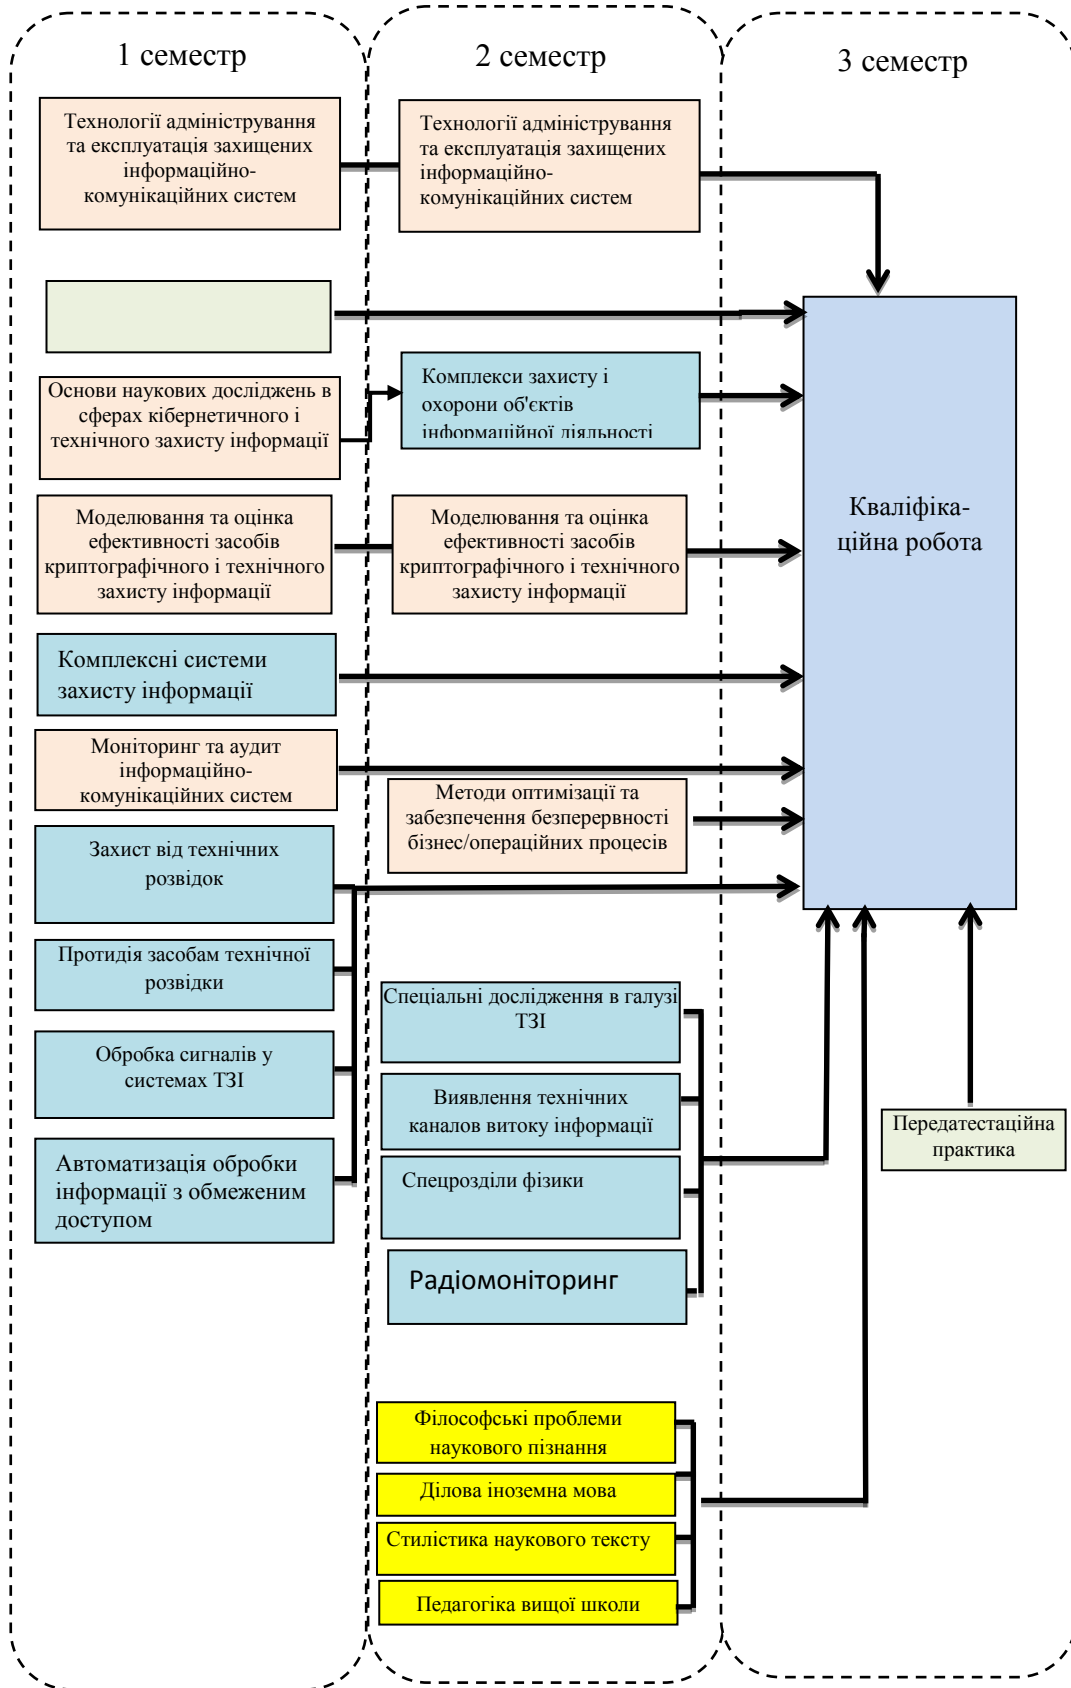 1 семестр
Технології адміністрування
та експлуатація захищених
інформаційно-
комунікаційних систем
Основи наукових досліджень в
сферах кібернетичного і
технічного захисту інформації
Моделювання та оцінка
ефективності засобів
криптографічного і технічного
захисту інформації
Комплексні системи
захисту інформації
Моніторинг та аудит
інформаційно-
комунікаційних систем
Захист від технічних
розвідок
Протидія засобам технічної
розвідки
Обробка сигналів у
системах ТЗІ
Автоматизація обробки
інформації з обмеженим
доступом
2 семестр
Технології адміністрування
та експлуатація захищених
інформаційно-
комунікаційних систем
Комплекси захисту і
охорони об'єктів
інформаційної діяльності
Моделювання та оцінка
ефективності засобів
криптографічного і технічного
захисту інформації
Методи оптимізації та
забезпечення безперервності
бізнес/операційних процесів
Спеціальні дослідження в галузі
ТЗІ
Виявлення технічних
каналов витоку інформації
Спецрозділи фізики
Радіомоніторинг
Філософські проблеми
наукового пізнання
Ділова іноземна мова
Стилістика наукового тексту
Педагогіка вищої школи
3 семестр
Кваліфіка-
ційна робота
Передатестаційна
практика